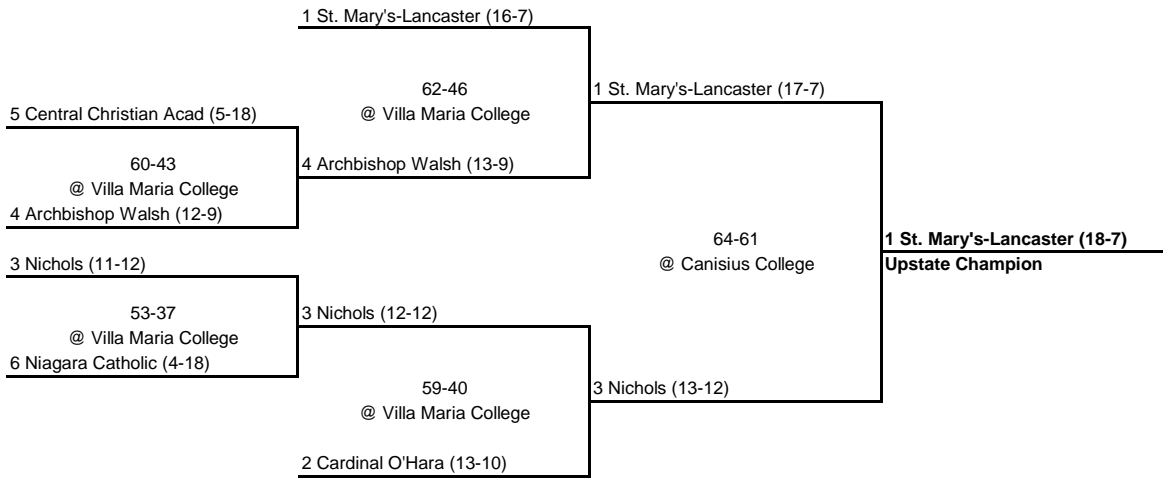 1 St. Mary's-Lancaster (16-7)
62-46
@ Villa Maria College
1 St. Mary's-Lancaster (17-7)
5 Central Christian Acad (5-18)
60-43
@ Villa Maria College
4 Archbishop Walsh (13-9)
4 Archbishop Walsh (12-9)
64-61
@ Canisius College
1 St. Mary's-Lancaster (18-7)
Upstate Champion
3 Nichols (11-12)
53-37
@ Villa Maria College
3 Nichols (12-12)
6 Niagara Catholic (4-18)
59-40
@ Villa Maria College
3 Nichols (13-12)
2 Cardinal O'Hara (13-10)